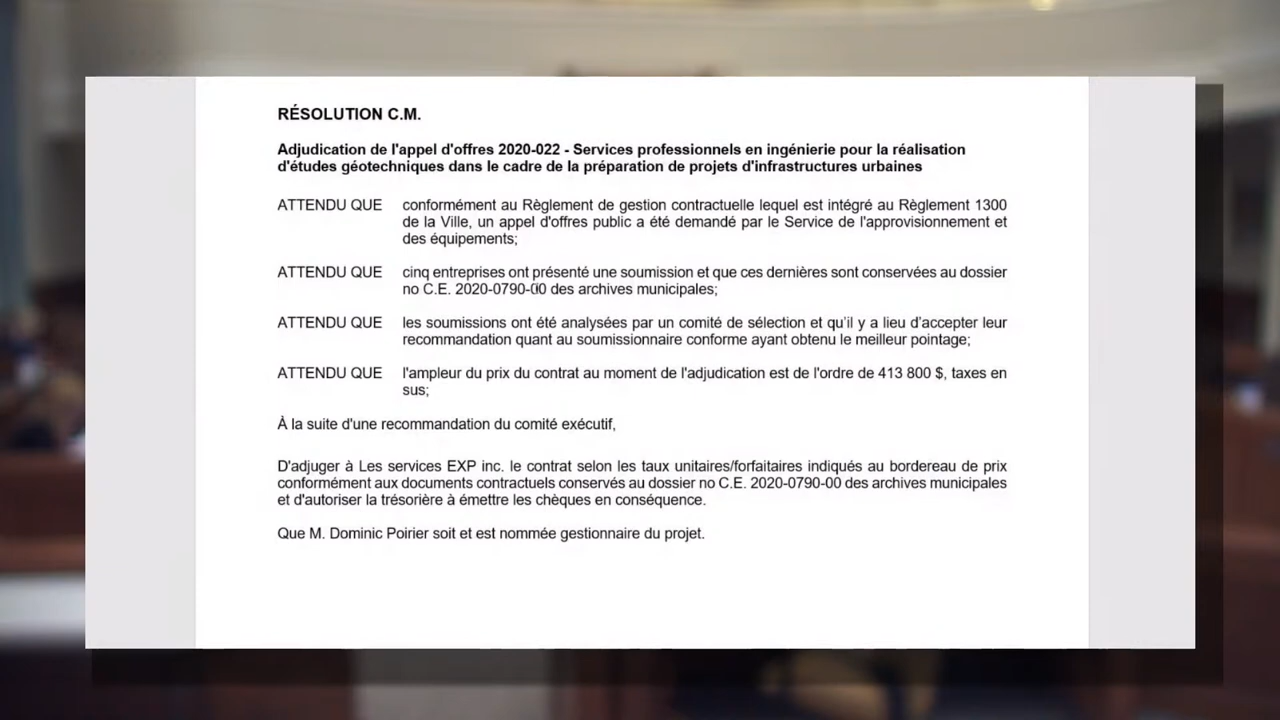 RÉSOLUTION C.M.
Adjudication de l'appel d'offres 2020-022 - Services professionnels en ingénierie pour la réalisation
d'études géotechniques dans le cadre de la préparation de projets d'infrastructures urbaines
ATTENDU QUE conformément au Règlement de gestion contractuelle lequel est intégré au Règlement 1300
de la Ville, un appel d'offres public a été demandé par le Service de l'approvisionnement et
des équipements;
ATTENDU QUE cinq entreprises ont présenté une soumission et que ces dernières sont conservées au dossier
no C.E. 2020-0790-00 des archives municipales;
ATTENDU QUE les soumissions ont été analysées par un comité de sélection et qu'il y a lieu d'accepter leur
recommandation quant au soumissionnaire conforme ayant obtenu le meilleur pointage;
ATTENDU QUE l'ampleur du prix du contrat au moment de l'adjudication est de l'ordre de 413 800 $, taxes en
sus;
À la suite d'une recommandation du comité exécutif,
D'adjuger à Les services EXP inc. le contrat selon les taux unitaires/forfaitaires indiqués au bordereau de prix
conformément aux documents contractuels conservés au dossier no C.E. 2020-0790-00 des archives municipales
et d'autoriser la trésorière à émettre les chèques en conséquence.
Que M. Dominic Poirier soit et est nommée gestionnaire du projet.